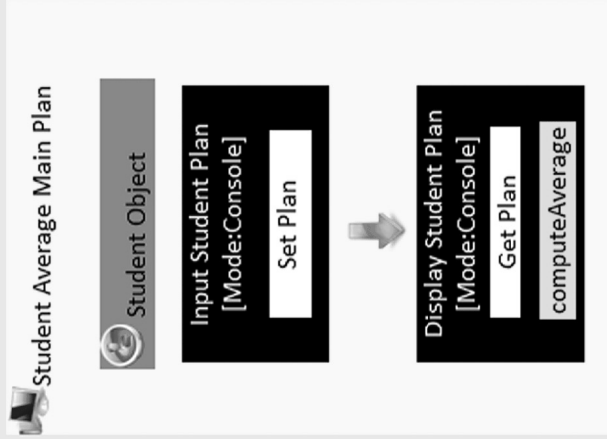 Student Average Main Plan
Student Object
Input Student Plan
[Mode:Console]
Set Plan
Display Student Plan
[Mode:Console]
Get Plan
computeAverage